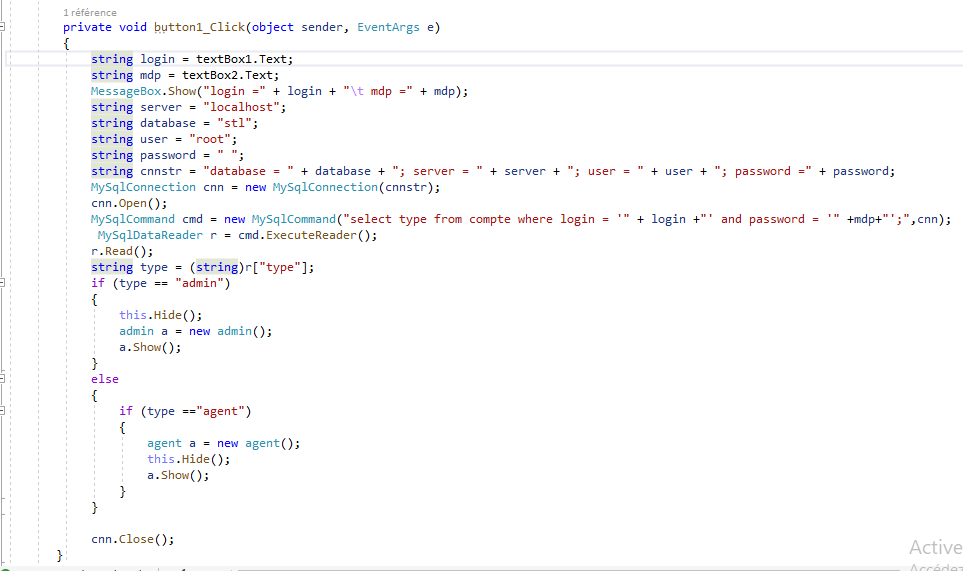 1 référence
private void button1_Click(object sender, EventArgs e)
{
string login = textBox1.Text;
string mdp = textBox2.Text;
MessageBox.Show("login =" + login + "\t mdp =" + mdp);
string server = "localhost";
string database = "stl";
string user = "root";
string password = " ";
string cnnstr = "database = " + database + "; server = " + server + "; user = " + user + "; password =" + password;
MySqlConnection cnn = new MySqlConnection(cnnstr);
cnn.Open();
MySqlCommand cmd = new MySqlCommand("select type from compte where login = '" + login +"' and password = '" +mdp+"';",cnn);
MySqlDataReader r = cmd.ExecuteReader();
r.Read();
string type = (string)r["type"];
if (type == "admin")
{
this.Hide();
admin a = new admin();
a.Show();
}
else
{
if (type =="agent")
{
agent a = new agent();
this.Hide();
a.Show();
}
}
cnn.Close();
}
Active
Accédez